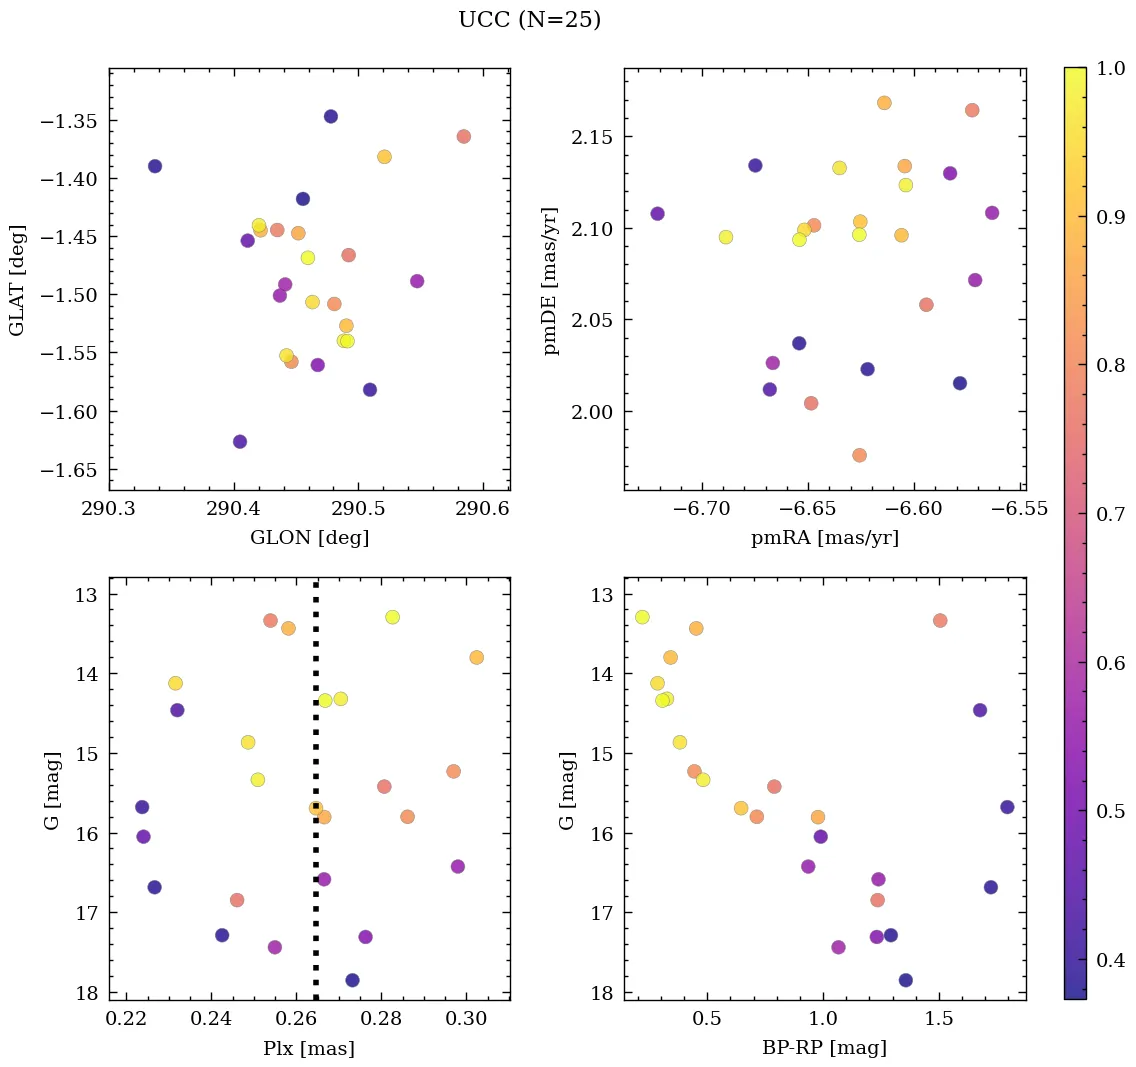 UCC (N=25)
−1.35
−1.40
−1.45
−1.50
−1.55
−1.60
−1.65
GLAT [deg]
290.3 290.4 290.5 290.6
GLON [deg]
2.15
2.10
2.05
2.00
pmDE [mas/yr]
−6.70 −6.65 −6.60 −6.55
pmRA [mas/yr]
13
14
15
16
17
18
G [mag]
0.22 0.24 0.26 0.28 0.30
Plx [mas]
13
14
15
16
17
18
G [mag]
0.5 1.0 1.5
BP-RP [mag]
1.0
0.9
0.8
0.7
0.6
0.5
0.4